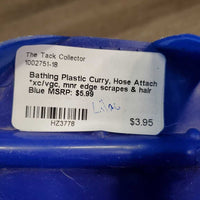 The Tack Collector
1002751-18
Bathing Plastic Curry, Hose Attach
*xc/vgc, mnr edge scrapes & hair
Blue MSRP: $5.99
HZ3778
$3.95